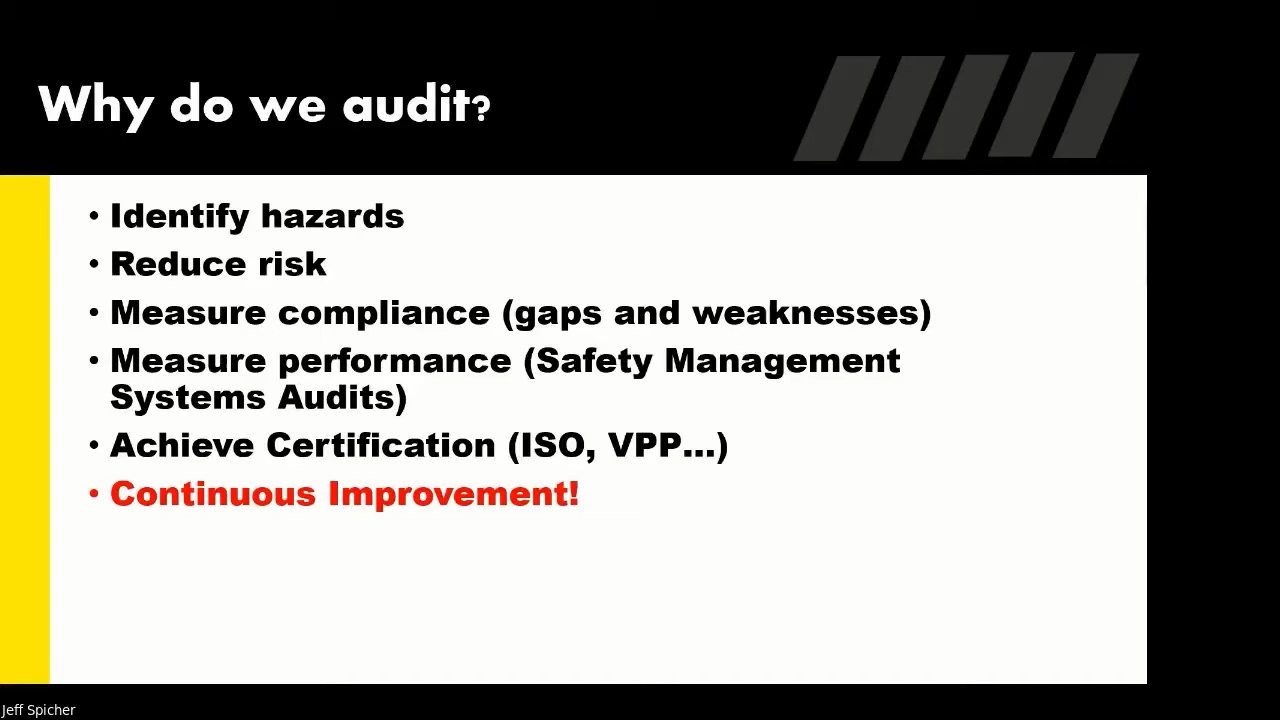 Why do we audit?
• Identify hazards
• Reduce risk
• Measure compliance (gaps and weaknesses)
• Measure performance (Safety Management
Systems Audits)
• Achieve Certification (ISO, VPP...)
• Continuous Improvement!
Jeff Spicher